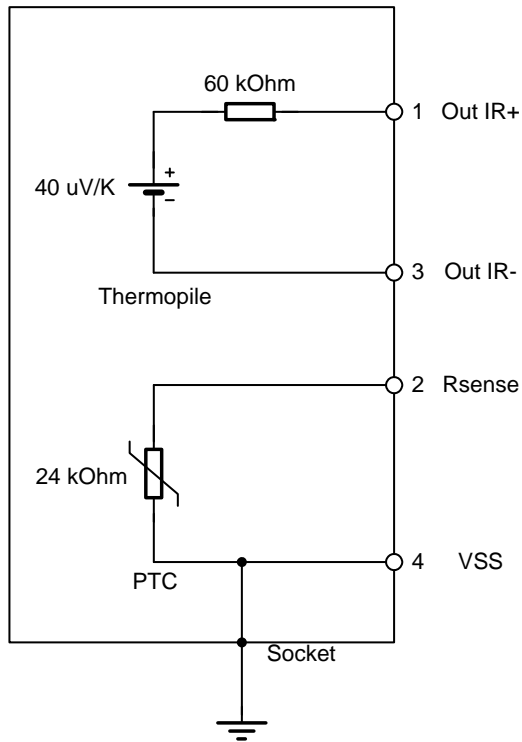 60 kOhm
1 Out IR+
+
40 uV/K
−
3 Out IR-
Thermopile
2 Rsense
24 kOhm
4 VSS
PTC
Socket